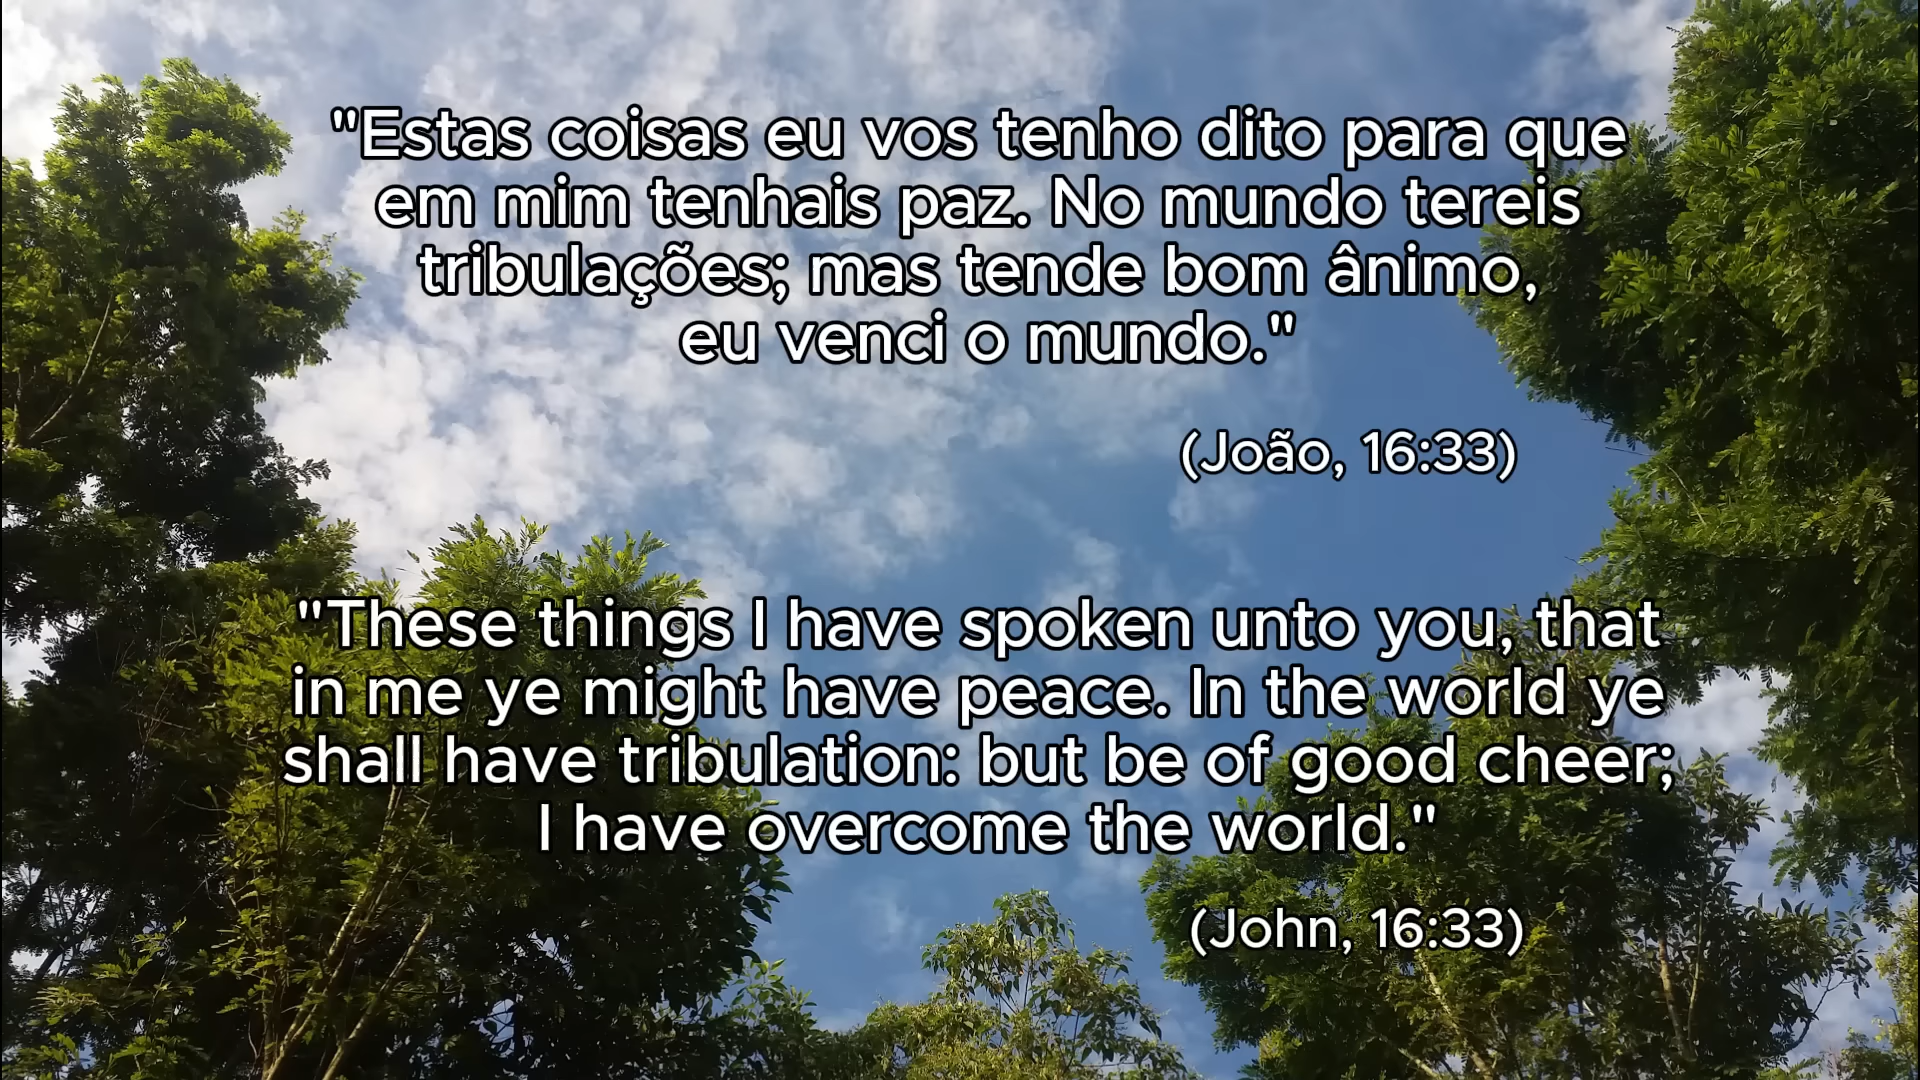 "Estas coisas eu vos tenho dito para que
em mim tenhais paz. No mundo tereis
tribulações; mas tende bom ânimo,
eu venci o mundo."
(João, 16:33)
"These things I have spoken unto you, that
in me ye might have peace. In the world ye
shall have tribulation: but be of good cheer;
I have overcome the world."
(John, 16:33)